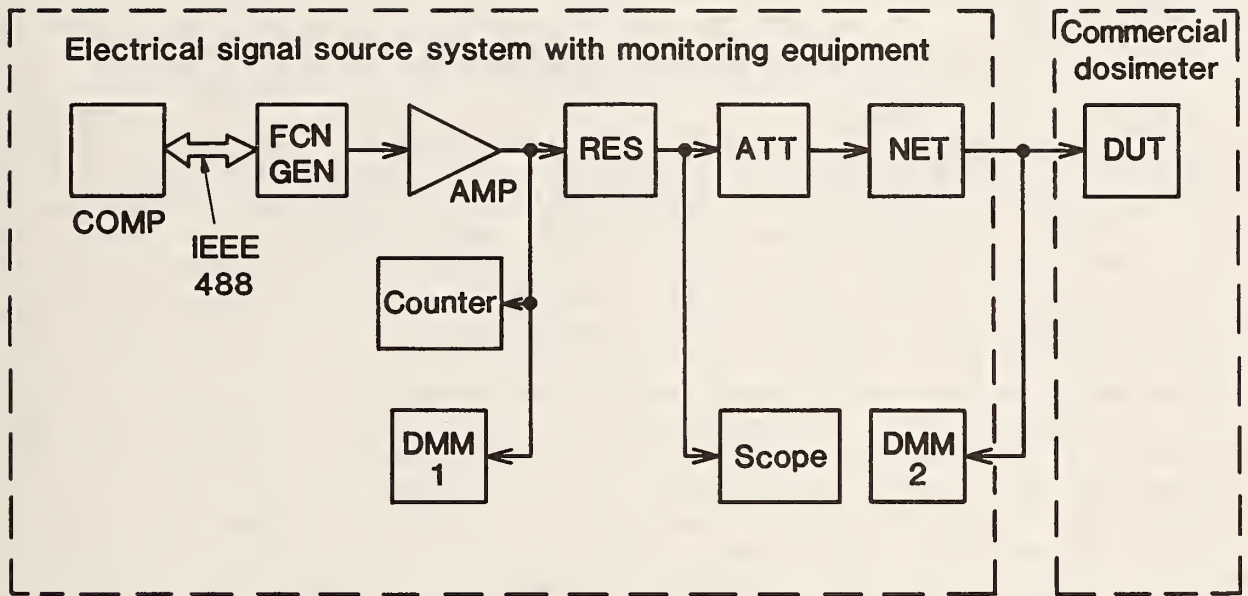 Electrical signal source system with monitoring equipment
Commercial
dosimeter
COMP
IEEE
488
FCN
GEN
AMP
RES
ATT
NET
DUT
Counter
DMM
1
Scope
DMM
2